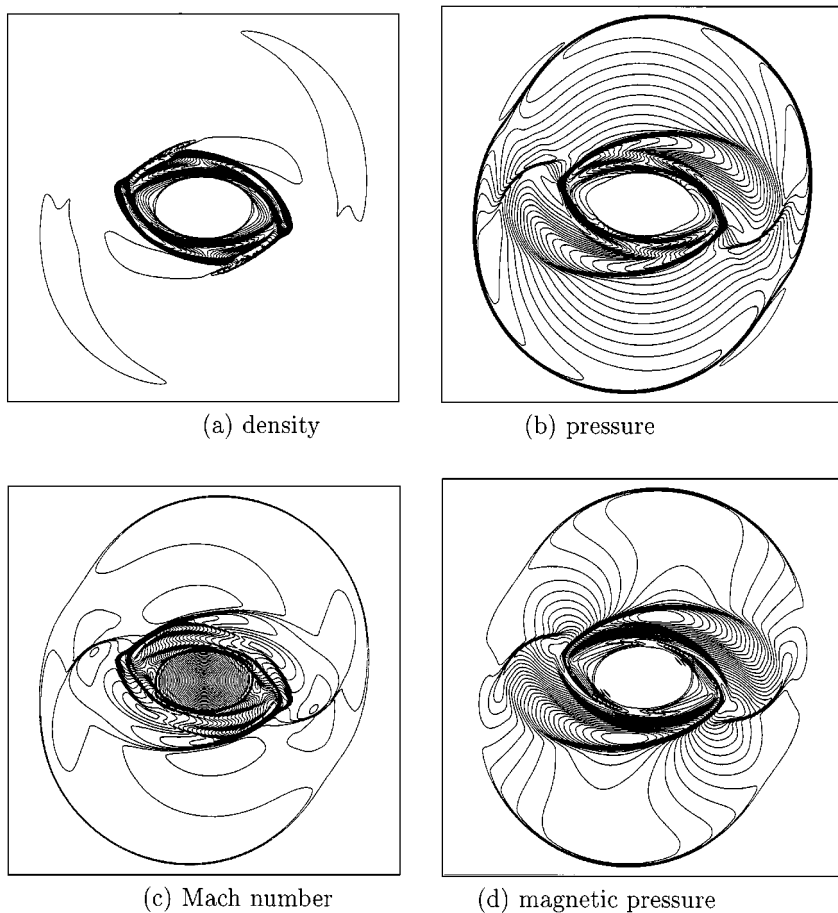 (a) density
(b) pressure
(c) Mach number
(d) magnetic pressure